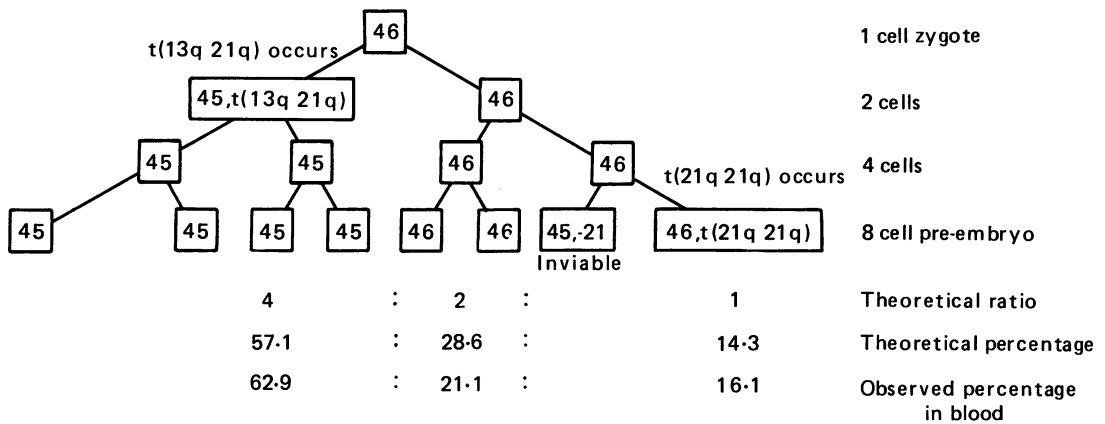 46 1 cell zygote
t(13q 21q) occurs
45,t(13q 21q) 46 2 cells
45 45 46 46 4 cells
t(21q 21q) occurs
45 45 45 45 46 46 45,-21 46,t(21q 21q) 8 cell pre-embryo
Inviable
4 : 2 : 1 Theoretical ratio
57·1 : 28·6 : 14·3 Theoretical percentage
62·9 : 21·1 : 16·1 Observed percentage
in blood